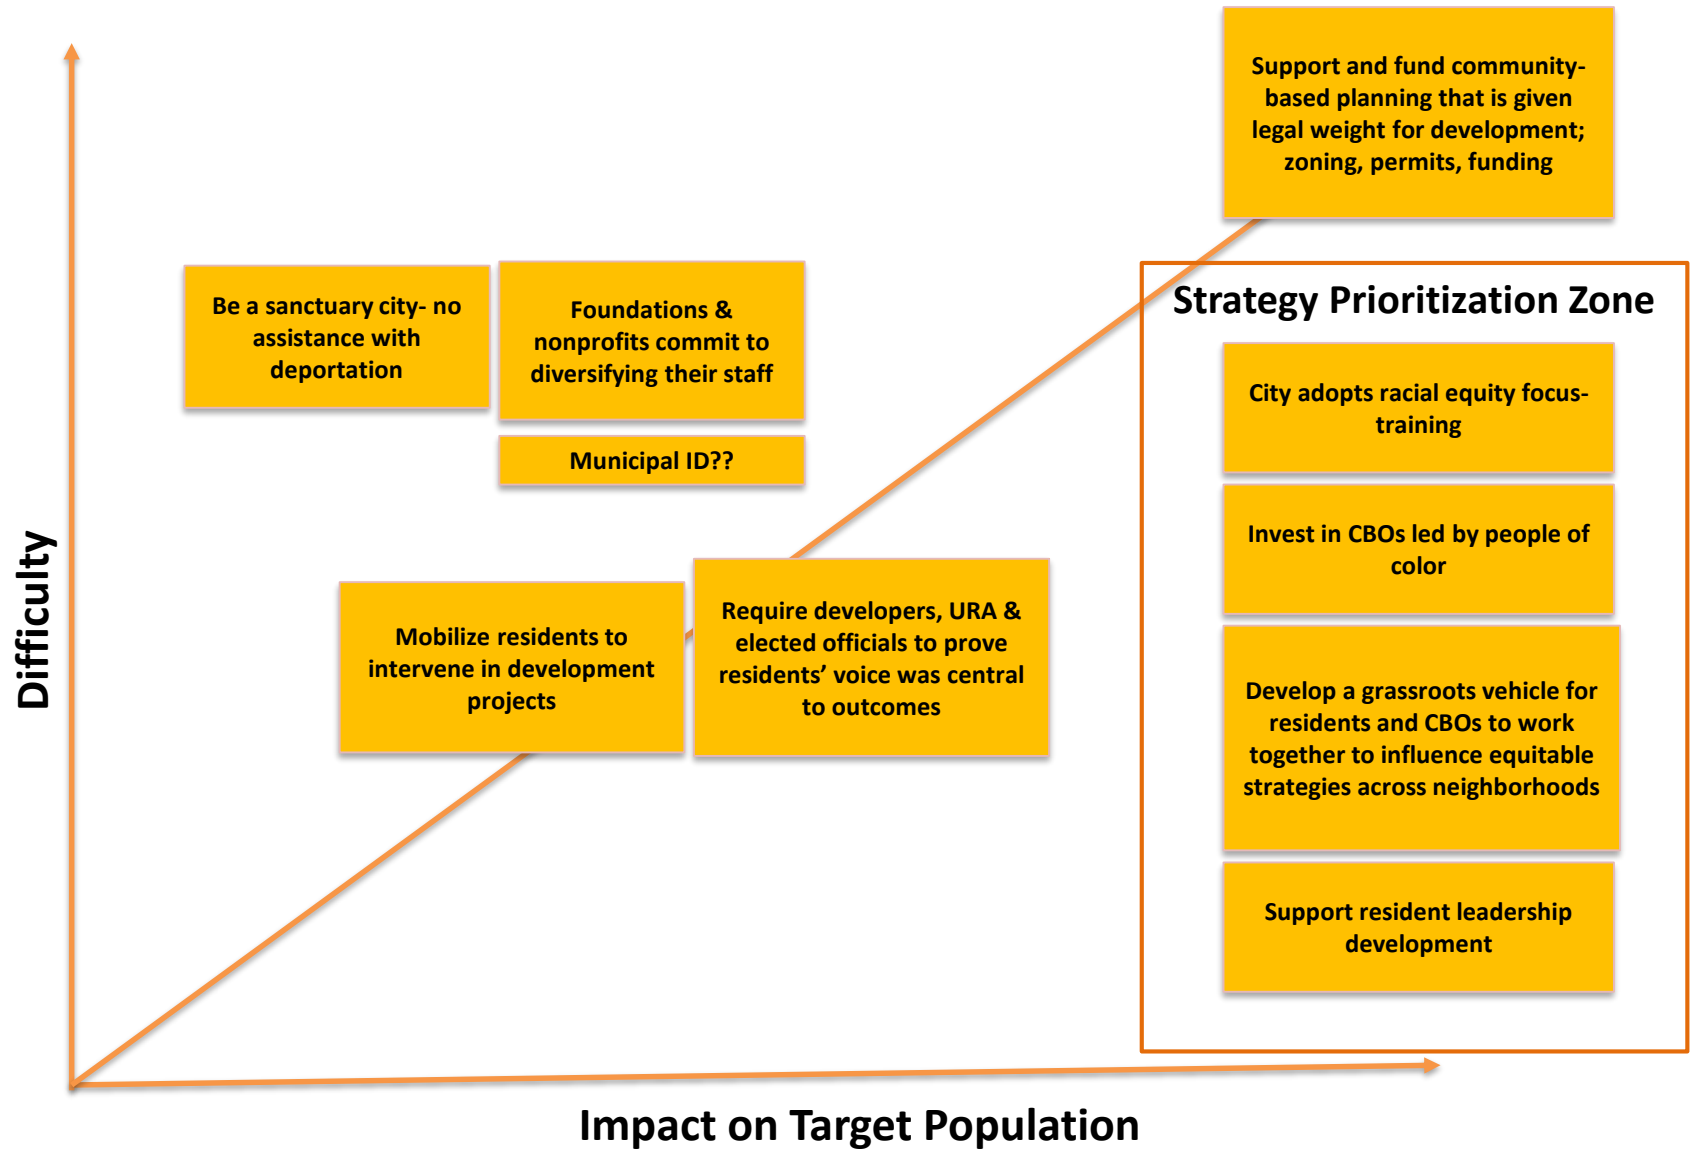 Support and fund community-
based planning that is given
legal weight for development;
zoning, permits, funding
Be a sanctuary city- no
assistance with
deportation
Foundations &
nonprofits commit to
diversifying their staff
Municipal ID??
Strategy Prioritization Zone
City adopts racial equity focus-
training
Invest in CBOs led by people of
color
Difficulty
Mobilize residents to
intervene in development
projects
Require developers, URA &
elected officials to prove
residents’ voice was central
to outcomes
Develop a grassroots vehicle for
residents and CBOs to work
together to influence equitable
strategies across neighborhoods
Support resident leadership
development
Impact on Target Population